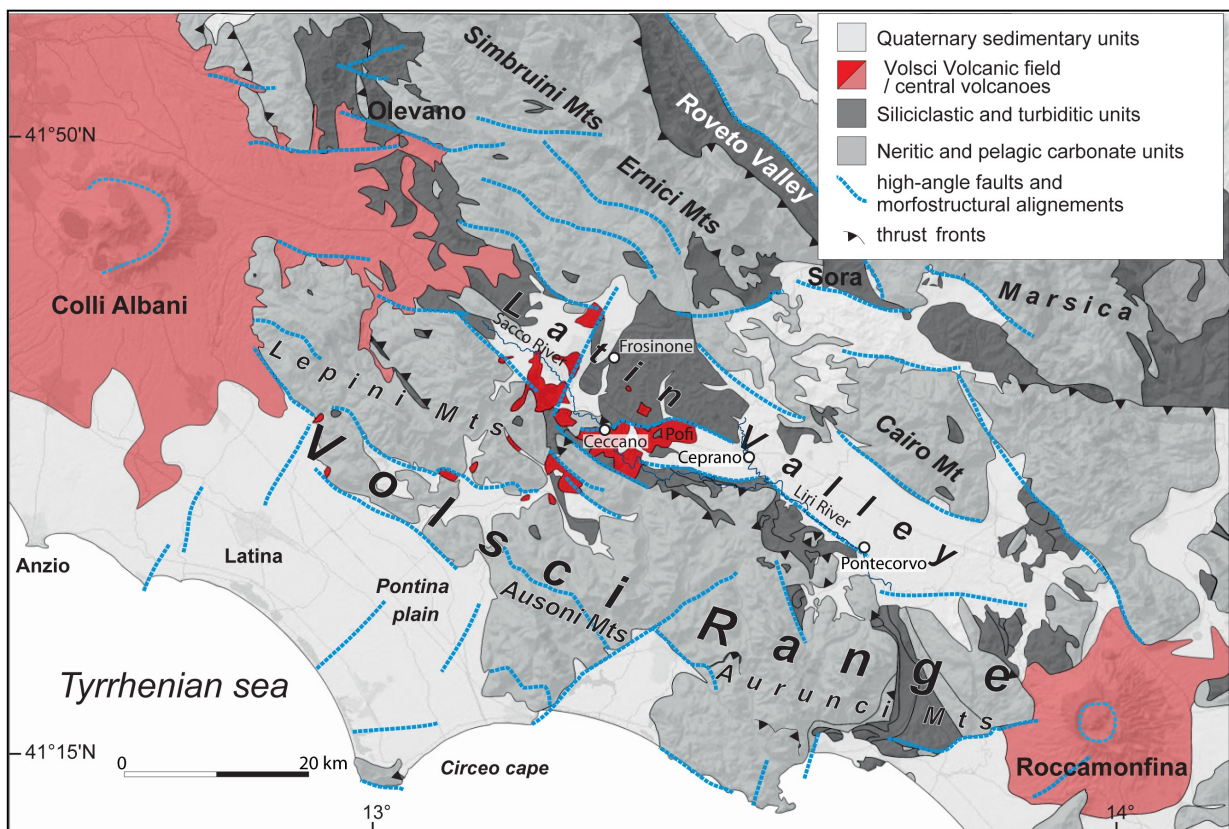 Quaternary sedimentary units
Volsci Volcanic field
/ central volcanoes
Siliciclastic and turbiditic units
Neritic and pelagic carbonate units
high-angle faults and
morfostructural alignements
thrust fronts
Simbruini Mts
Olevano
Roveto Valley
41°50'N
Ernici Mts
Sora
Marsica
Colli Albani
Latin Valley
Sacco River
Frosinone
Lepini Mts
Ceccano
Pofi
Ceprano
Cairo Mt
Liri River
Volsci Range
Pontecorvo
Latina
Anzio
Pontina
plain
Ausoni Mts
Aurunci Mts
Tyrrhenian sea
41°15'N
0
20 km
Circeo cape
Roccamonfina
13°
14°